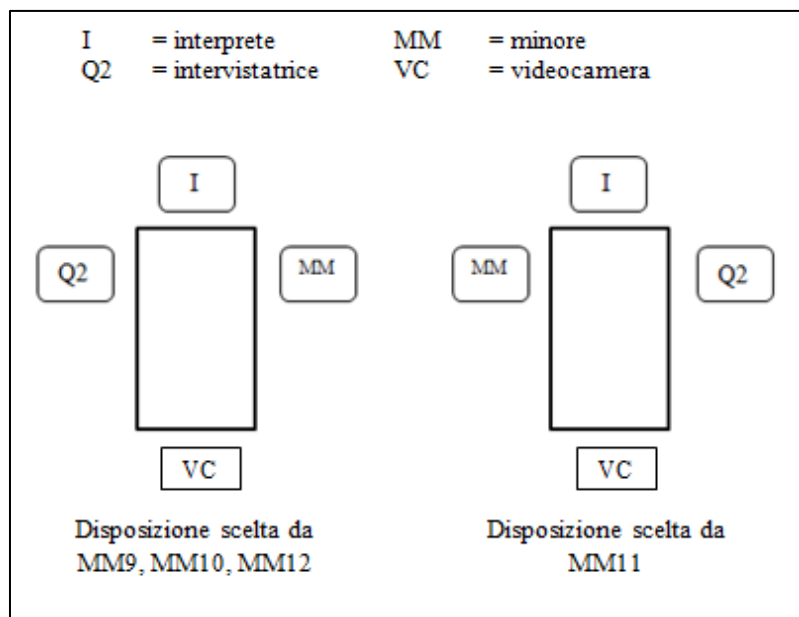 I = interprete MM = minore
Q2 = intervistatrice VC = videocamera
I I
Q2 MM MM Q2
VC VC
Disposizione scelta da Disposizione scelta da
MM9, MM10, MM12 MM11